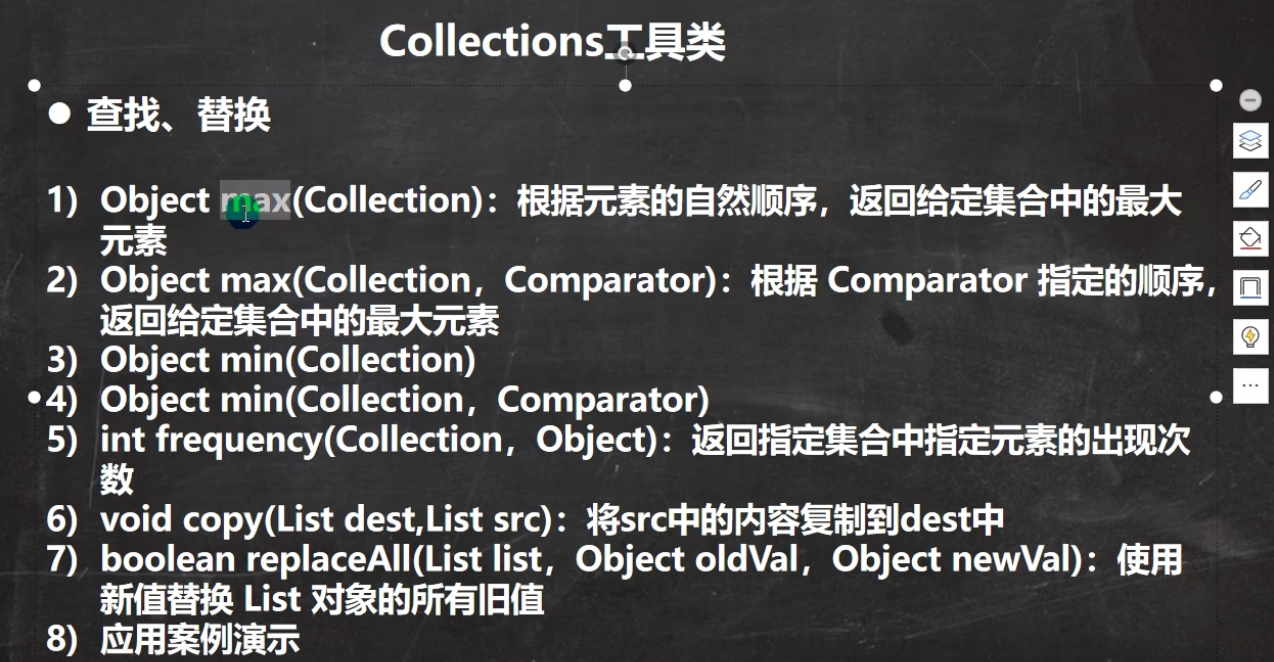 Collections工具类
● 查找、替换
1) Object max(Collection)：根据元素的自然顺序，返回给定集合中的最大
元素
2) Object max(Collection，Comparator)：根据 Comparator 指定的顺序，
返回给定集合中的最大元素
3) Object min(Collection)
4) Object min(Collection，Comparator)
5) int frequency(Collection，Object)：返回指定集合中指定元素的出现次
数
6) void copy(List dest,List src)：将src中的内容复制到dest中
7) boolean replaceAll(List list，Object oldVal，Object newVal)：使用
新值替换 List 对象的所有旧值
8) 应用案例演示